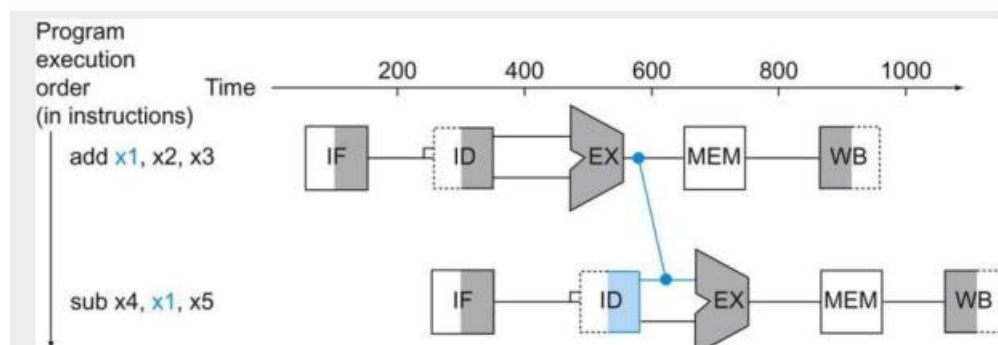 Program
execution
order
(in instructions)
Time
200 400 600 800 1000
add x1, x2, x3
IF ID EX MEM WB
sub x4, x1, x5
IF ID EX MEM WB